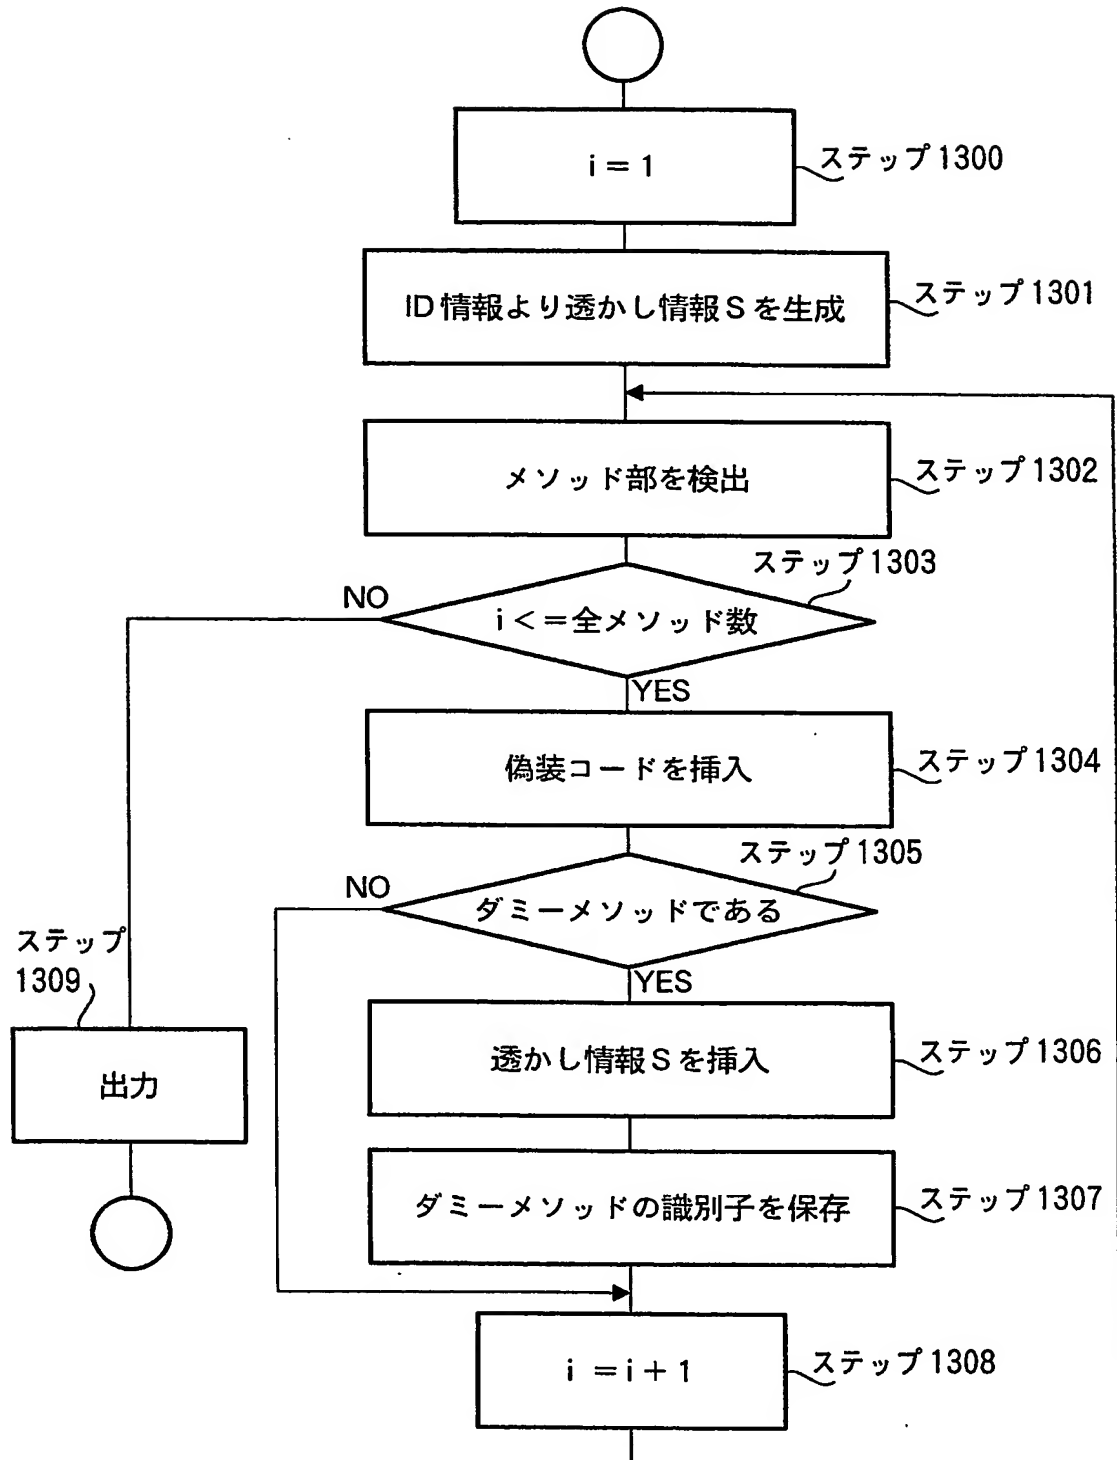 i = 1
ステップ 1300
ID 情報より透かし情報 S を生成
ステップ 1301
メソッド部を検出
ステップ 1302
ステップ 1303
NO
i < = 全メソッド数
YES
偽装コードを挿入
ステップ 1304
ステップ 1305
NO
ダミーメソッドである
YES
ステップ
1309
出力
透かし情報 S を挿入
ステップ 1306
ダミーメソッドの識別子を保存
ステップ 1307
i = i + 1
ステップ 1308